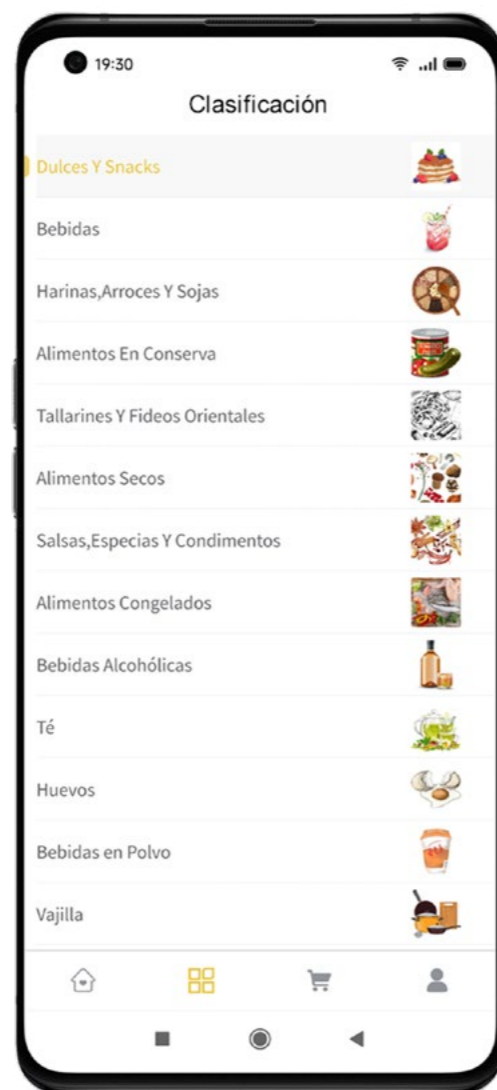 19:30
Clasificación
Dulces Y Snacks
Bebidas
Harinas,Arroces Y Sojas
Alimentos En Conserva
Tallarines Y Fideos Orientales
Alimentos Secos
Salsas,Especias Y Condimentos
Alimentos Congelados
Bebidas Alcohólicas
Té
Huevos
Bebidas en Polvo
Vajilla